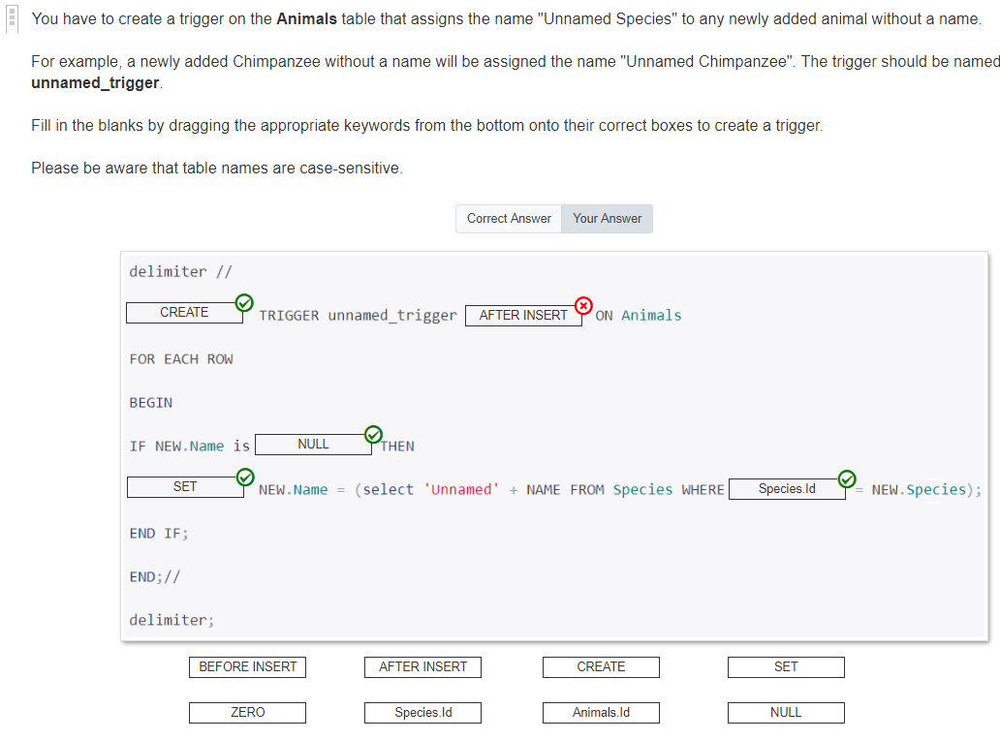 You have to create a trigger on the Animals table that assigns the name "Unnamed Species" to any newly added animal without a name.
For example, a newly added Chimpanzee without a name will be assigned the name "Unnamed Chimpanzee". The trigger should be named
unnamed_trigger.
Fill in the blanks by dragging the appropriate keywords from the bottom onto their correct boxes to create a trigger.
Please be aware that table names are case-sensitive.
Correct Answer Your Answer
delimiter //
CREATE TRIGGER unnamed_trigger AFTER INSERT ON Animals
FOR EACH ROW
BEGIN
IF NEW.Name is NULL THEN
SET NEW.Name = (select 'Unnamed' + NAME FROM Species WHERE Species.Id = NEW.Species);
END IF;
END;//
delimiter;
BEFORE INSERT AFTER INSERT CREATE SET
ZERO Species.Id Animals.Id NULL